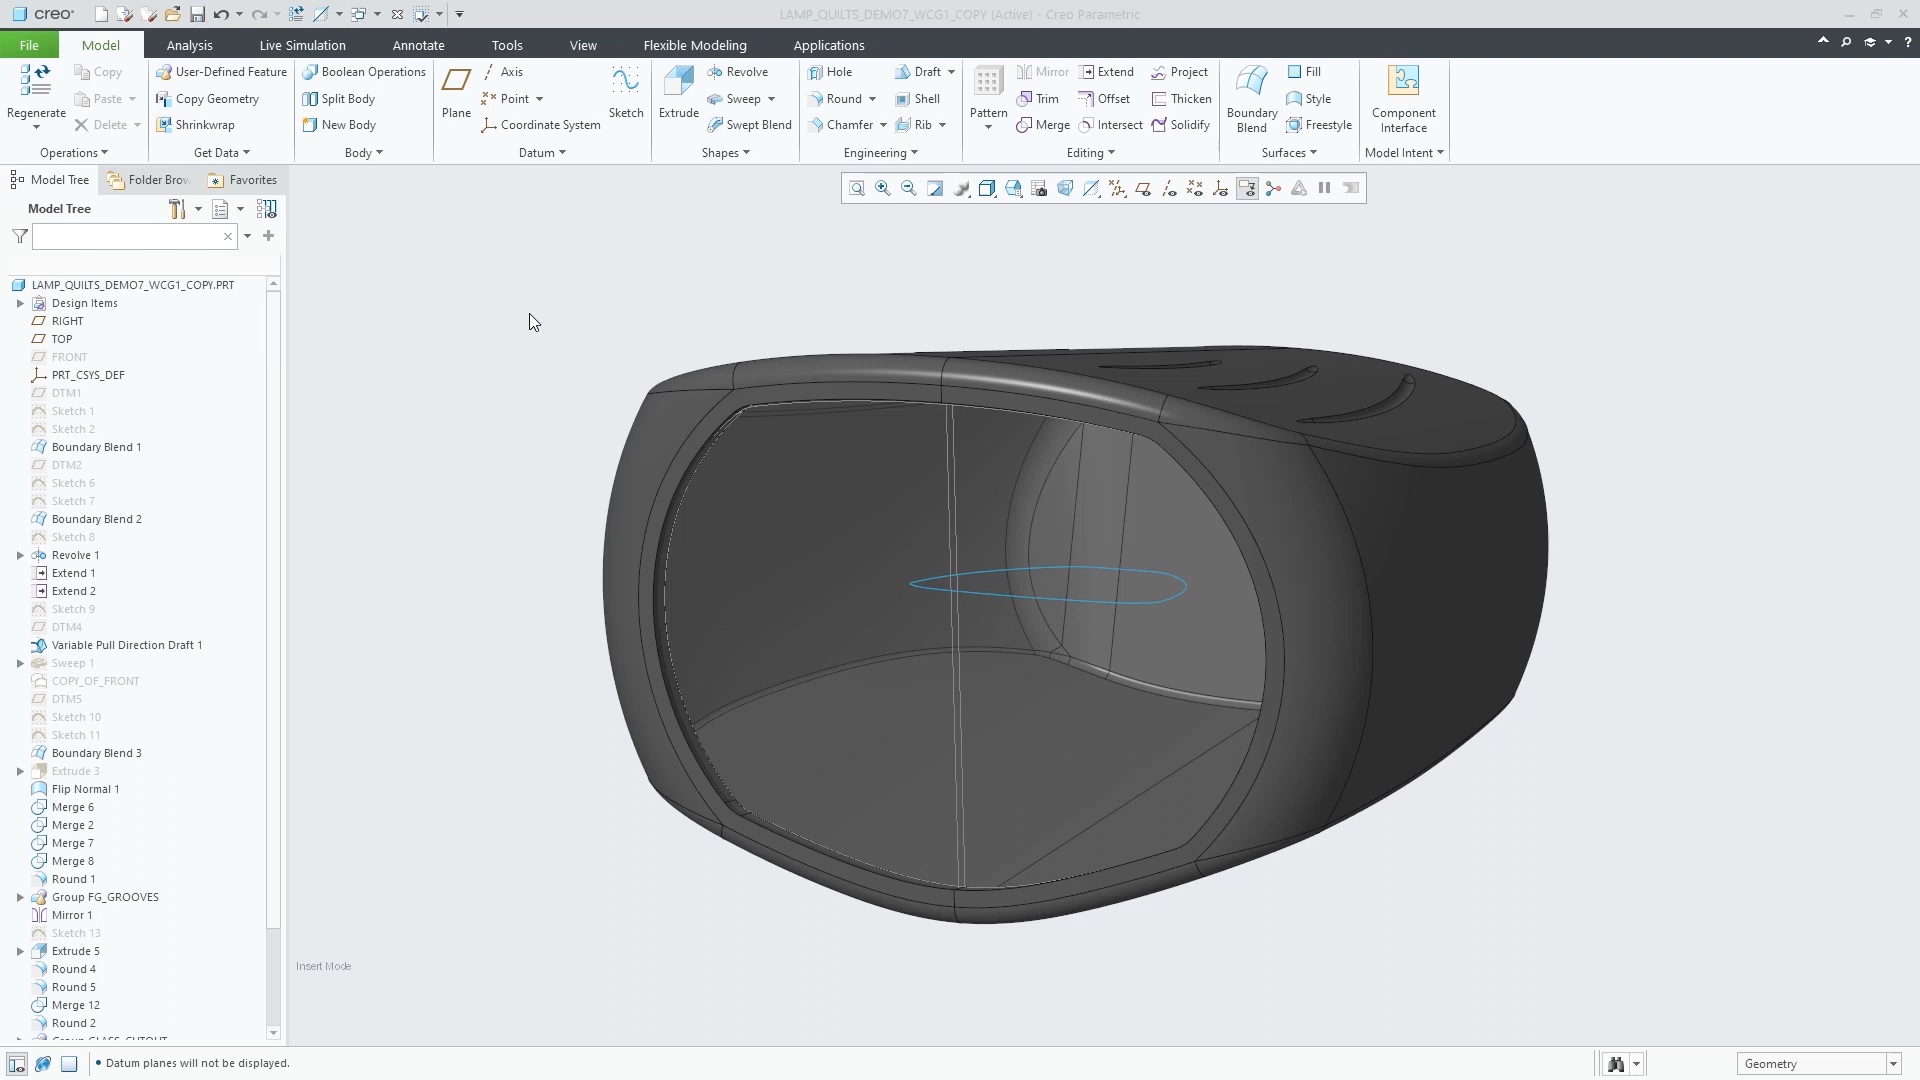 creo
LAMP_QUILTS_DEMO7_WCG1_COPY (Active) - Creo Parametric
File Model Analysis Live Simulation Annotate Tools View Flexible Modeling Applications
Regenerate
Copy
Paste
Delete
Operations
User-Defined Feature
Copy Geometry
Shrinkwrap
Get Data
Boolean Operations
Split Body
New Body
Body
Plane
Axis
Point
Coordinate System
Sketch
Datum
Extrude
Revolve
Sweep
Swept Blend
Shapes
Hole
Round
Chamfer
Draft
Shell
Rib
Engineering
Pattern
Mirror
Trim
Merge
Extend
Offset
Intersect
Project
Thicken
Solidify
Editing
Boundary
Blend
Fill
Style
Freestyle
Surfaces
Component
Interface
Model Intent
Model Tree Folder Brow Favorites
Model Tree
LAMP_QUILTS_DEMO7_WCG1_COPY.PRT
Design Items
RIGHT
TOP
FRONT
PRT_CSYS_DEF
DTM1
Sketch 1
Sketch 2
Boundary Blend 1
DTM2
Sketch 6
Sketch 7
Boundary Blend 2
Sketch 8
Revolve 1
Extend 1
Extend 2
Sketch 9
DTM4
Variable Pull Direction Draft 1
Sweep 1
COPY_OF_FRONT
DTM5
Sketch 10
Sketch 11
Boundary Blend 3
Extrude 3
Flip Normal 1
Merge 6
Merge 2
Merge 7
Merge 8
Round 1
Group FG_GROOVES
Mirror 1
Sketch 13
Extrude 5
Round 4
Round 5
Merge 12
Round 2
Insert Mode
• Datum planes will not be displayed.
Geometry